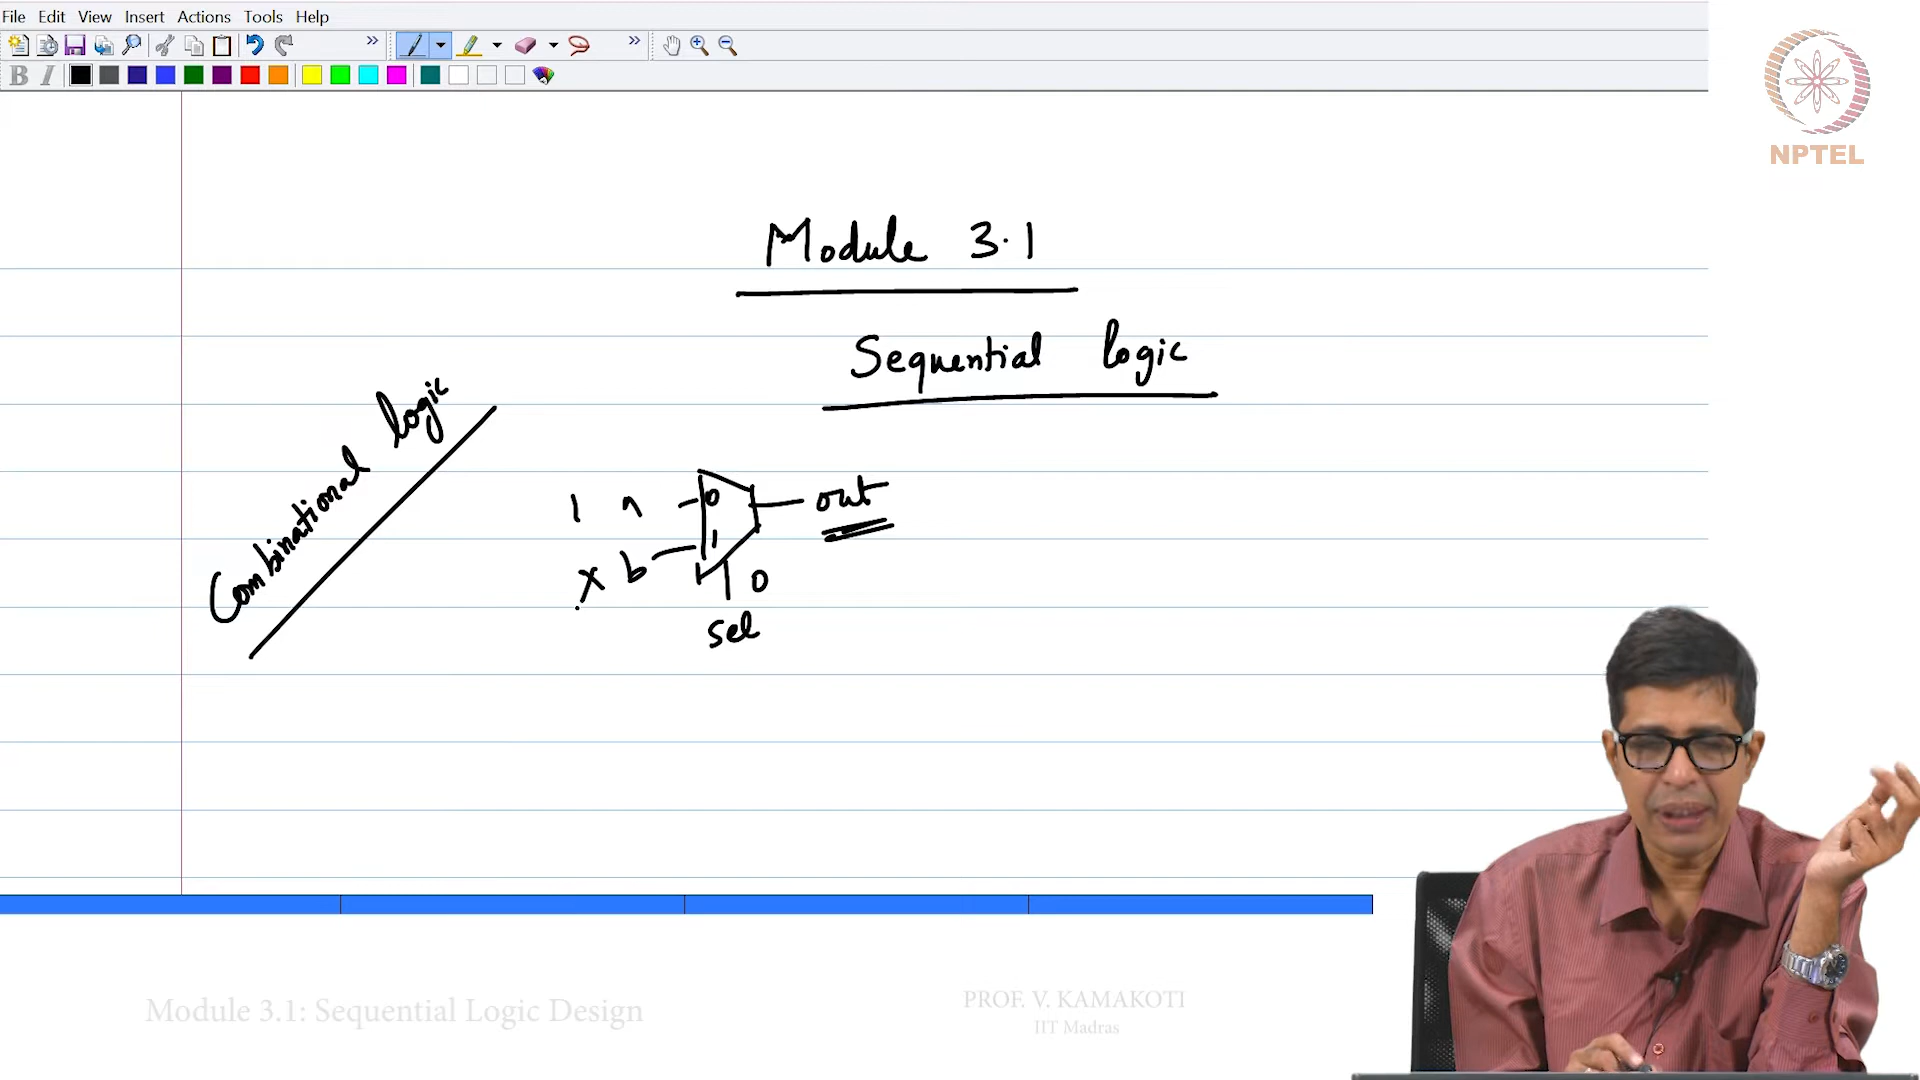 File Edit View Insert Actions Tools Help
B I
NPTEL
Module 3.1
Sequential logic
Combinational logic
1 a 0 out
1
X b 0
sel
Module 3.1: Sequential Logic Design
PROF. V. KAMAKOTI
IIT Madras